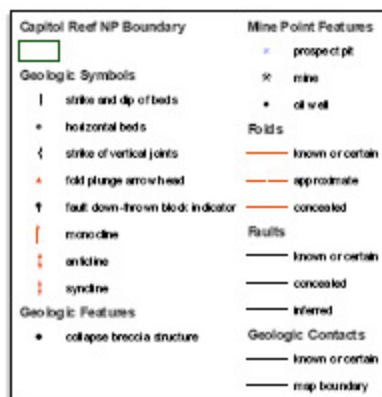 Capitol Reef NP Boundary
Geologic Symbols
strike and dip of beds
horizontal beds
strike of vertical joints
fold plunge arrowhead
fault down-thrown block indicator
monocline
anticline
syncline
Geologic Features
collapse breccia structure
Mine Point Features
prospect pit
mine
oil well
Folds
known or certain
approximate
concealed
Faults
known or certain
concealed
inferred
Geologic Contacts
known or certain
map boundary